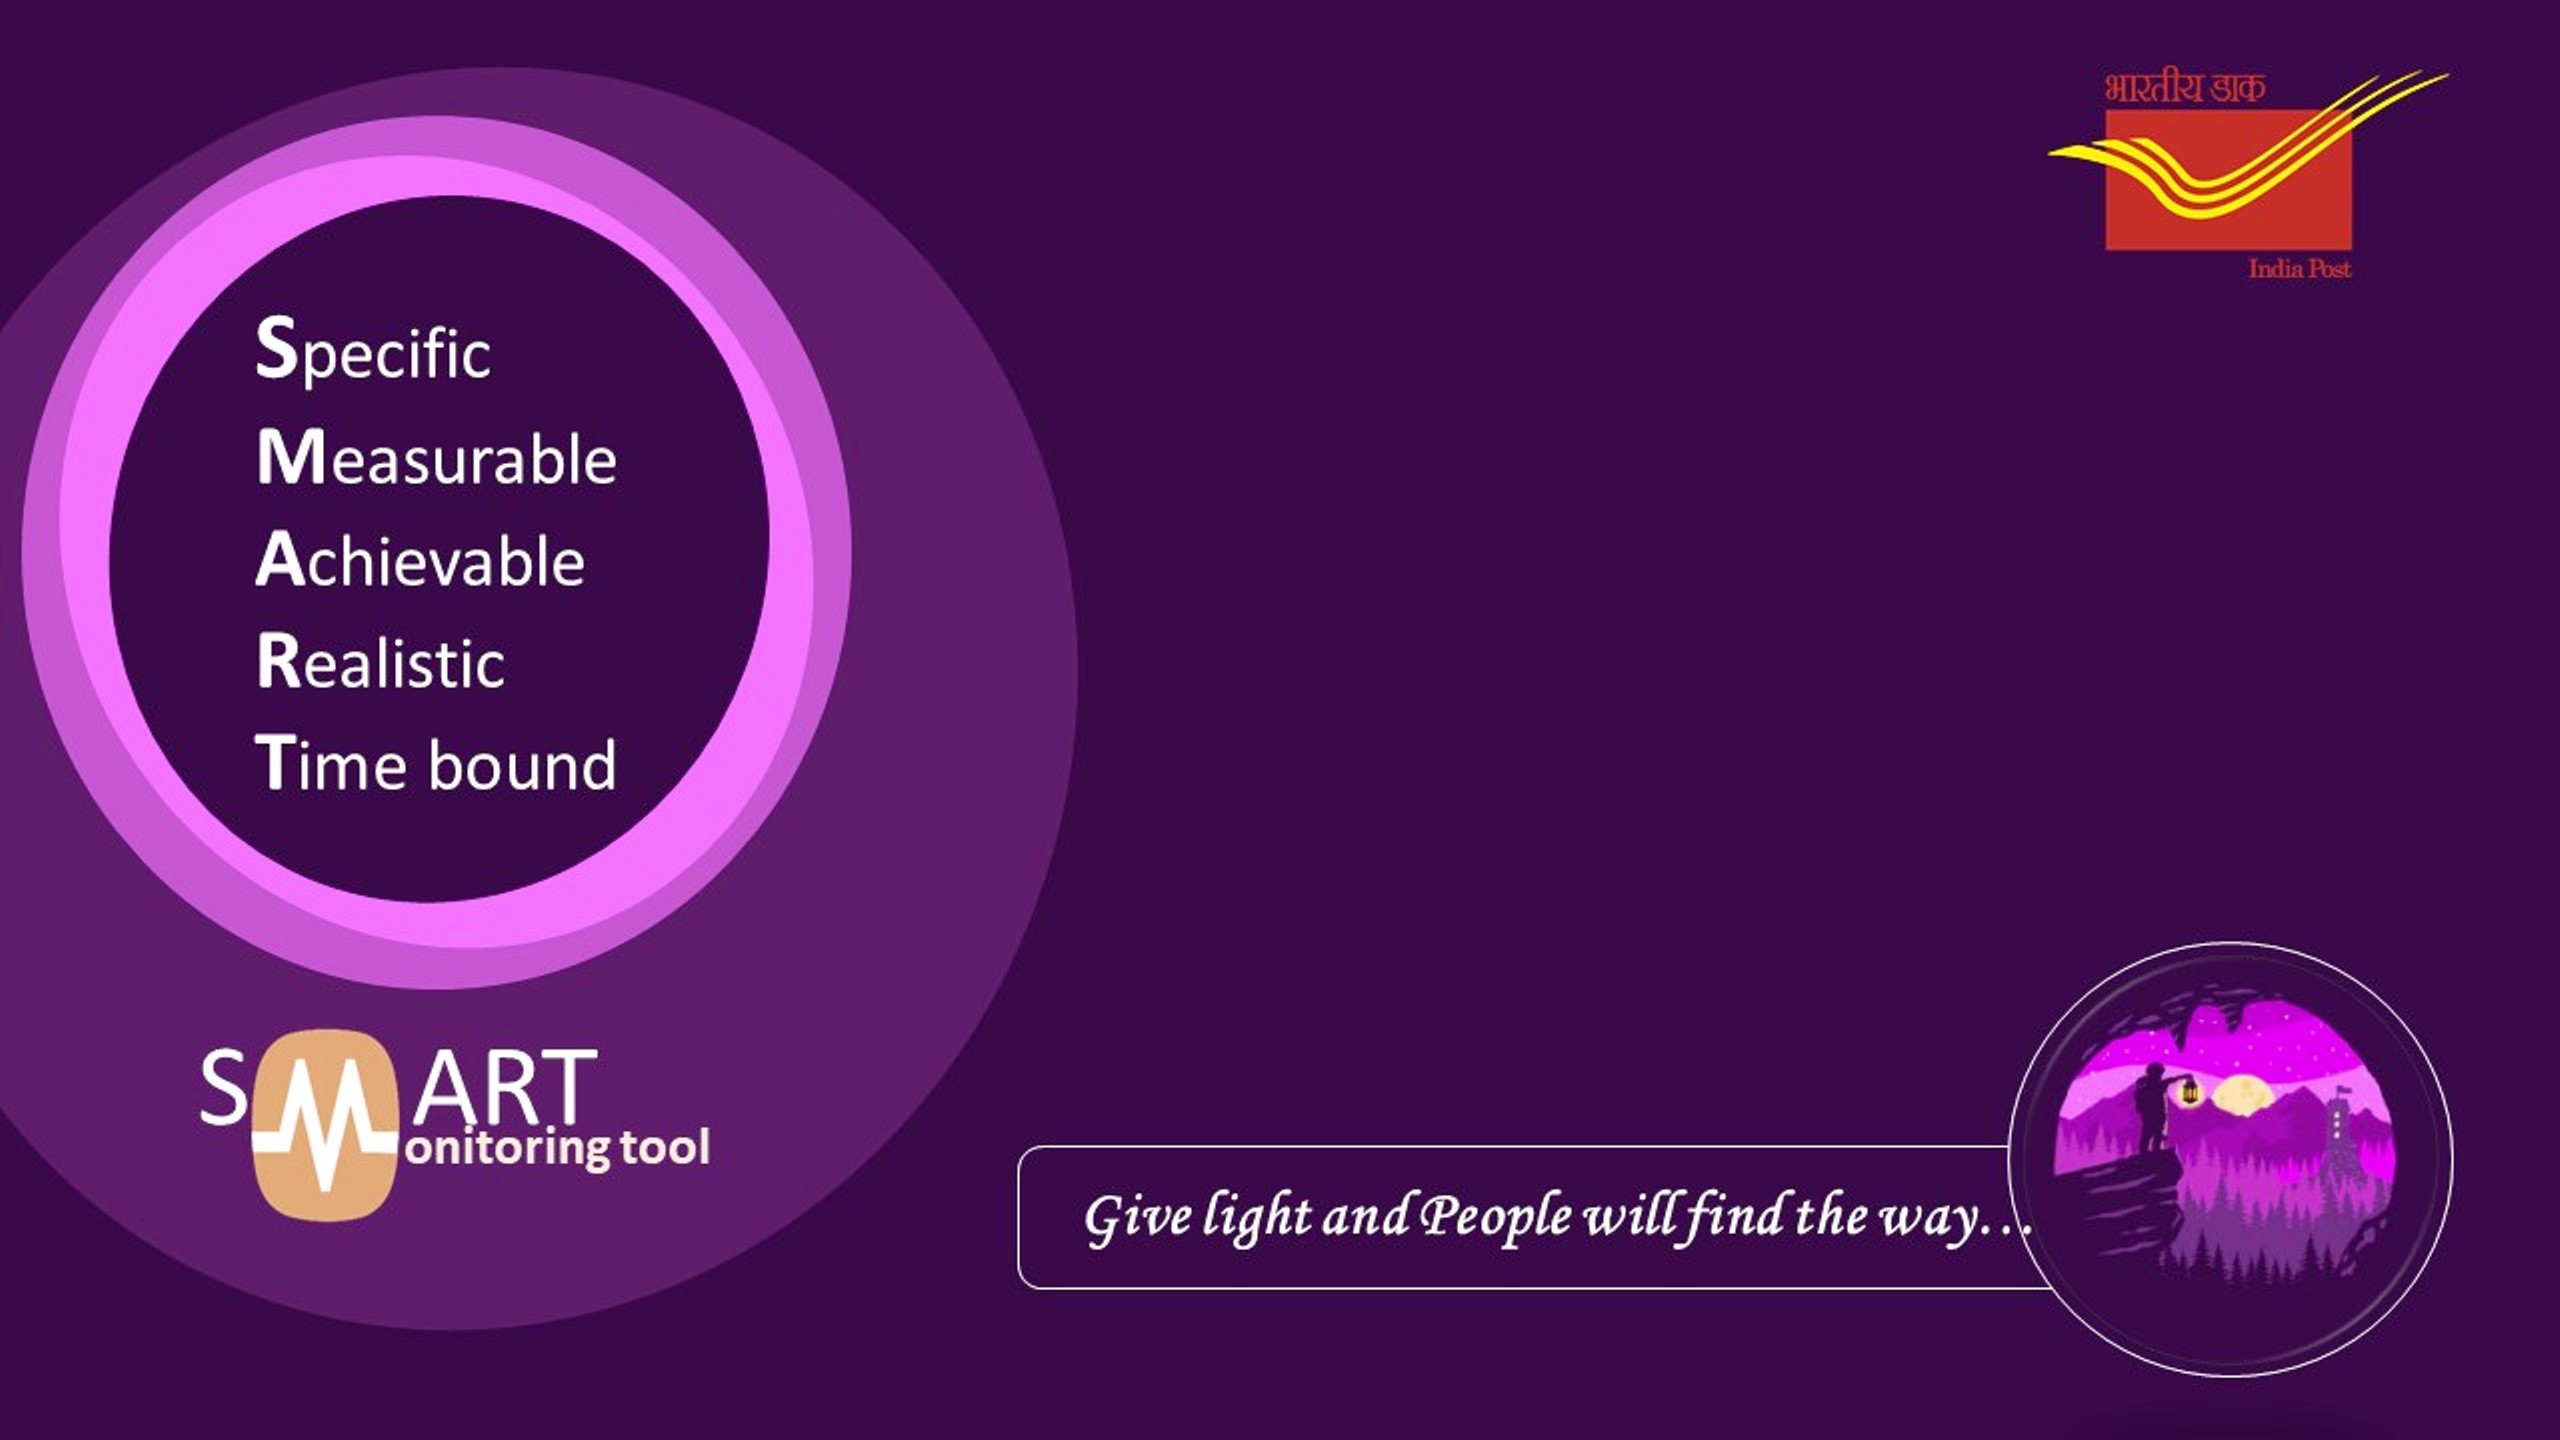 Specific
Measurable
Achievable
Realistic
Time bound
SMART
onitoring tool
भारतीय डाक
India Post
Give light and People will find the way...